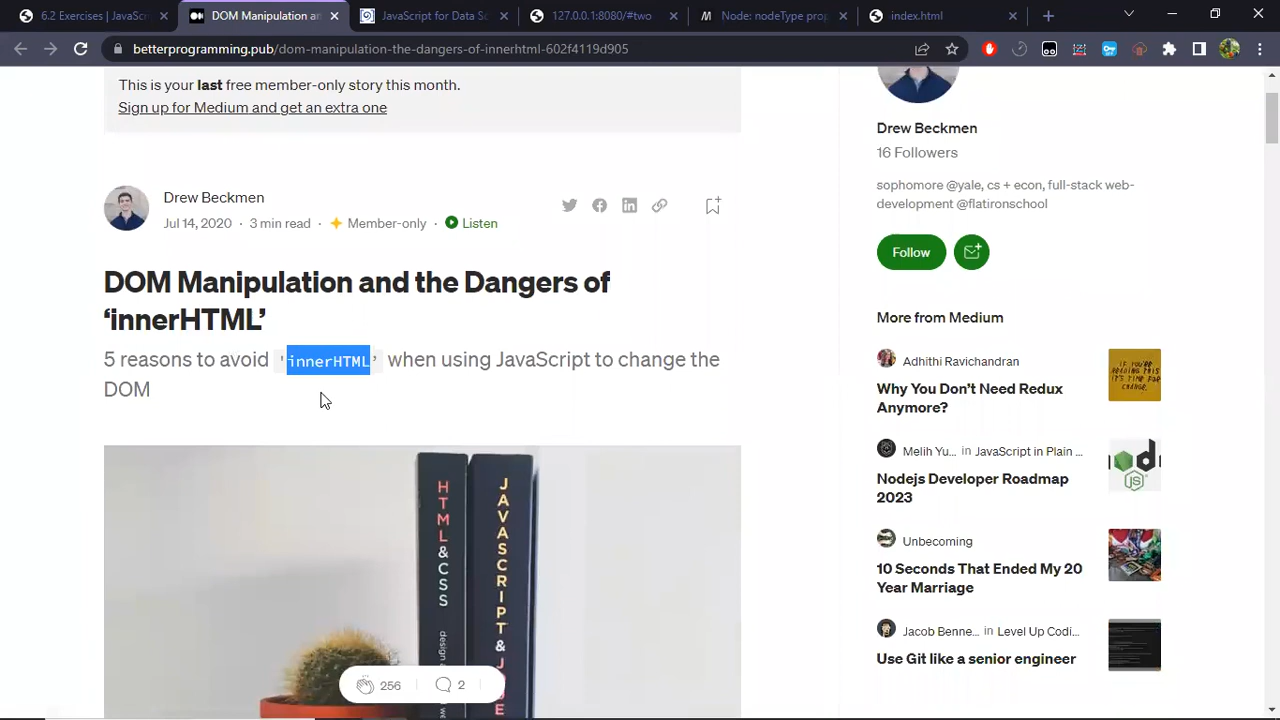 6.2 Exercises | JavaSc
DOM Manipulation an
JavaScript for Data Sc
127.0.0.1:8080/#two
Node: nodeType prop
index.html
betterprogramming.pub/dom-manipulation-the-dangers-of-innerhtml-602f4119d905
This is your last free member-only story this month.
Sign up for Medium and get an extra one
Drew Beckmen
Jul 14, 2020 · 3 min read · Member-only · Listen
DOM Manipulation and the Dangers of
‘innerHTML’
5 reasons to avoid 'innerHTML’ when using JavaScript to change the
DOM
HTML & CSS
design
JAVASCRIPT & J
E
256
2
Drew Beckmen
16 Followers
sophomore @yale, cs + econ, full-stack web-
development @flatironschool
Follow
More from Medium
Adhithi Ravichandran
Why You Don’t Need Redux
Anymore?
Melih Yu... in JavaScript in Plain ...
Nodejs Developer Roadmap
2023
Unbecoming
10 Seconds That Ended My 20
Year Marriage
Jacob Benne... in Level Up Codi...
Use Git like a senior engineer